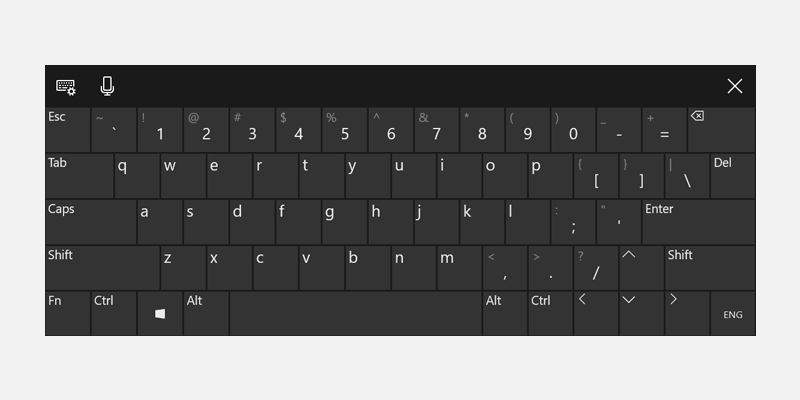 Esc ~ ` ! 1 @ 2 # 3 $ 4 % 5 ^ 6 & 7 * 8 ( 9 ) 0 _ - + =
Tab q w e r t y u i o p { [ } ] | \ Del
Caps a s d f g h j k l : ; " ' Enter
Shift z x c v b n m < , > . ? / Shift
Fn Ctrl Alt Alt Ctrl ENG